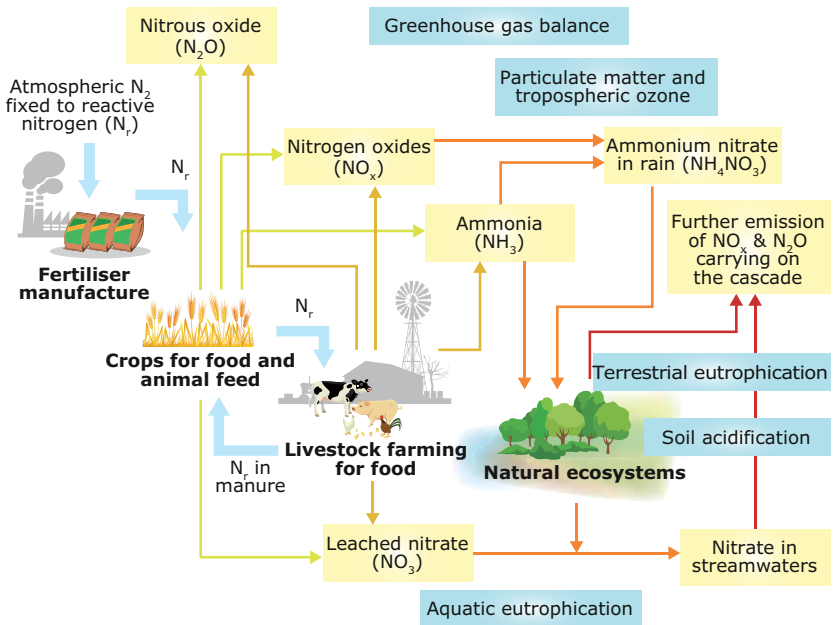 Nitrous oxide
(N₂O)
Greenhouse gas balance
Particulate matter and
tropospheric ozone
Atmospheric N₂
fixed to reactive
nitrogen (Nᵣ)
Nᵣ
Nitrogen oxides
(NOₓ)
Ammonium nitrate
in rain (NH₄NO₃)
Ammonia
(NH₃)
Further emission
of NOₓ & N₂O
carrying on
the cascade
Fertiliser
manufacture
Nᵣ
Crops for food and
animal feed
Terrestrial eutrophication
Soil acidification
Livestock farming
for food
Natural ecosystems
Nᵣ in
manure
Leached nitrate
(NO₃)
Nitrate in
streamwaters
Aquatic eutrophication